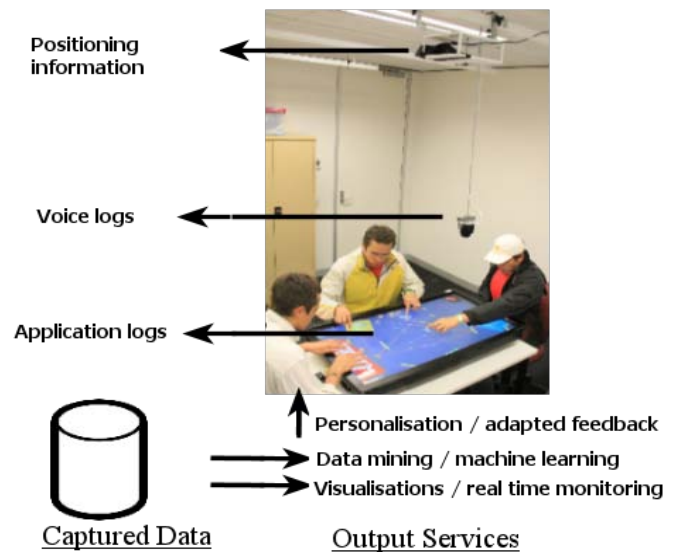 Positioning
information
Voice logs
Application logs
Personalisation / adapted feedback
Data mining / machine learning
Visualisations / real time monitoring
Captured Data
Output Services